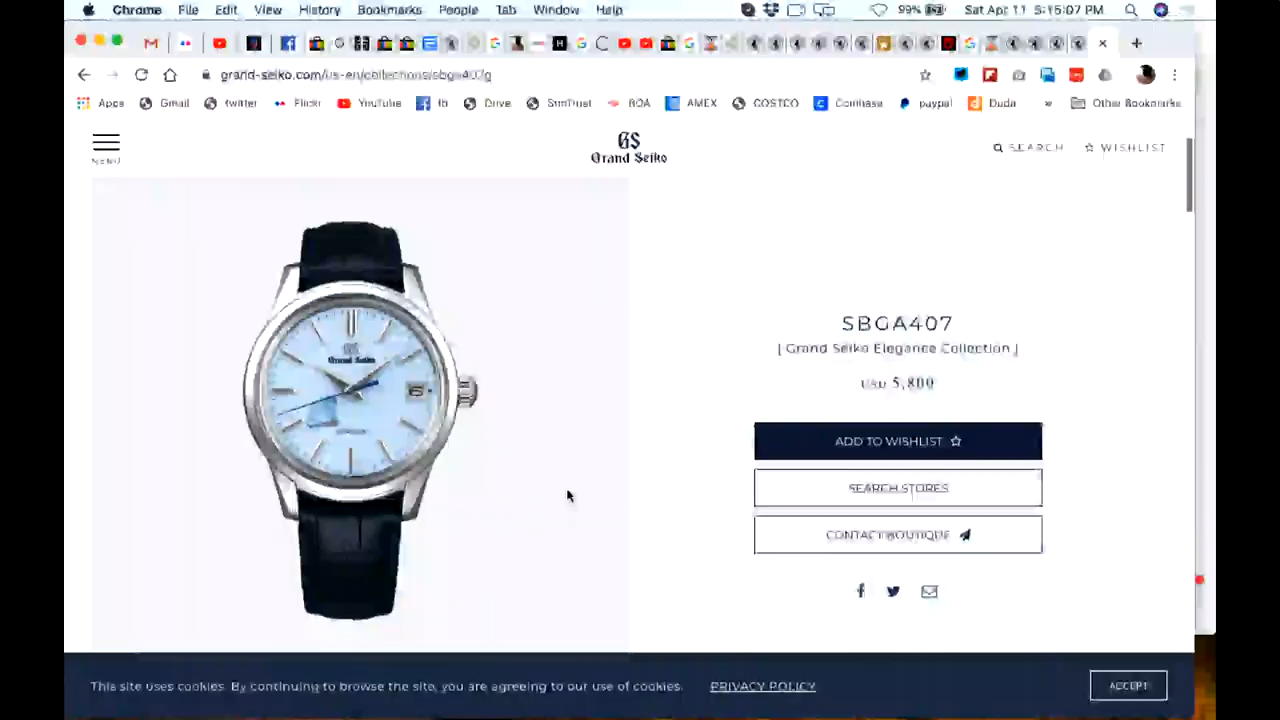 Chrome File Edit View History Bookmarks People Tab Window Help 99% Sat Apr 11 5:15:07 PM
grand-seiko.com/us-en/collections/sbga407g
Apps Gmail twitter Flickr YouTube fb Drive SunTrust BOA AMEX COSTCO Coinbase paypal Duda » Other Bookmarks
MENU
GS
Grand Seiko
SEARCH WISHLIST
GS
Grand Seiko
6
SBGA407
[ Grand Seiko Elegance Collection ]
USD 5,800
ADD TO WISHLIST
SEARCH STORES
CONTACT BOUTIQUE
This site uses cookies. By continuing to browse the site, you are agreeing to our use of cookies. PRIVACY POLICY ACCEPT